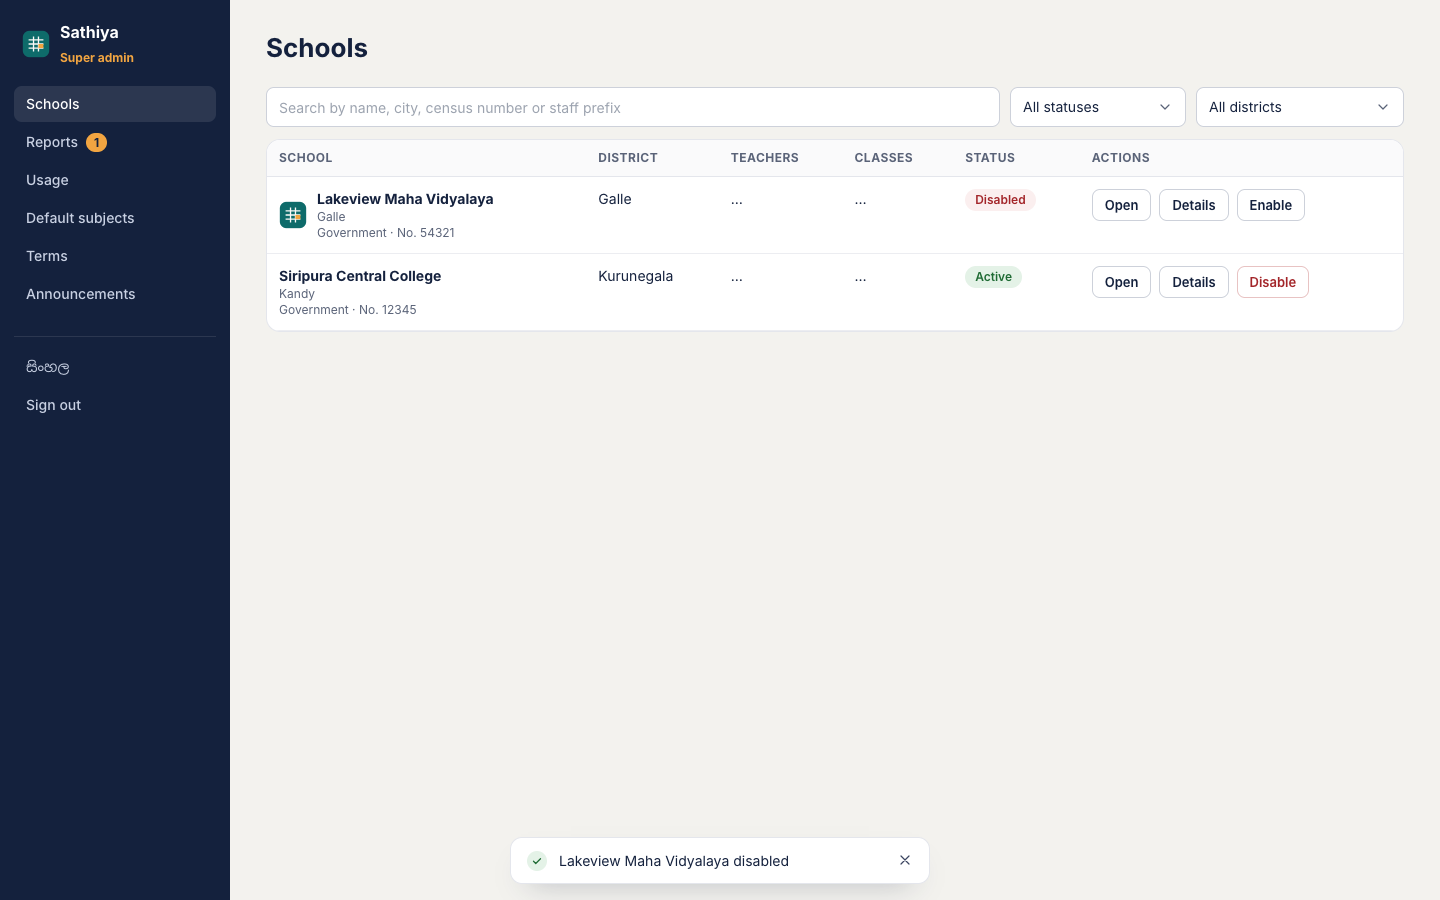 Sathiya
Super admin
Schools
Reports 1
Usage
Default subjects
Terms
Announcements
සිංහල
Sign out
Schools
Search by name, city, census number or staff prefix
All statuses
All districts
SCHOOL DISTRICT TEACHERS CLASSES STATUS ACTIONS
Lakeview Maha Vidyalaya Galle ... ... Disabled Open Details Enable
Galle
Government · No. 54321
Siripura Central College Kurunegala ... ... Active Open Details Disable
Kandy
Government · No. 12345
Lakeview Maha Vidyalaya disabled